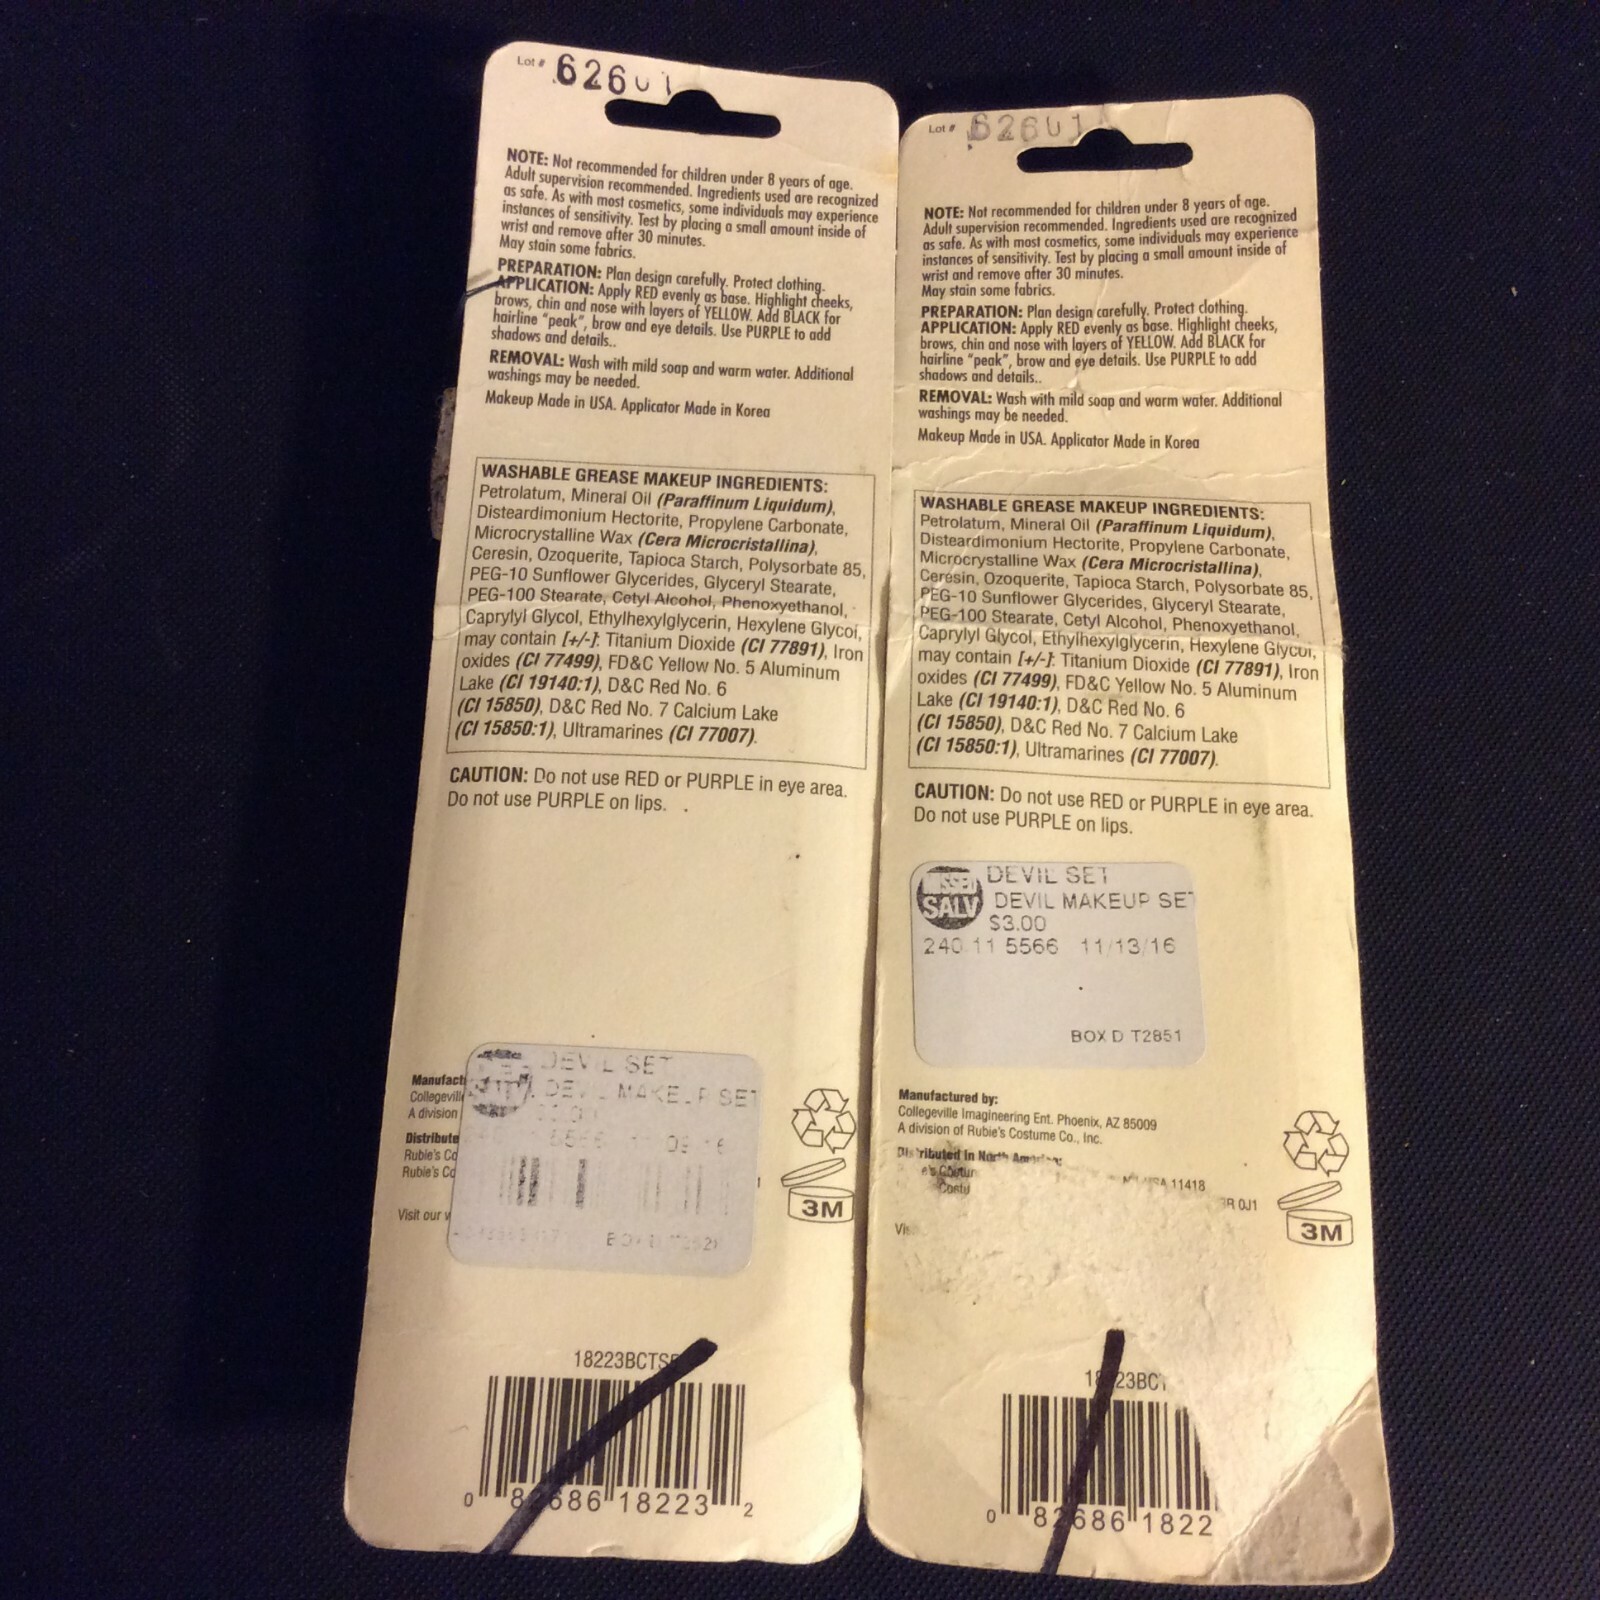 Lot #
NOTE: Not recommended for children under 8 years of age.
Adult supervision recommended. Ingredients used are recognized
as safe. As with most cosmetics, some individuals may experience
instances of sensitivity. Test by placing a small amount inside of
wrist and remove after 30 minutes.
May stain some fabrics.
PREPARATION: Plan design carefully. Protect clothing.
APPLICATION: Apply RED evenly as base. Highlight cheeks,
brows, chin and nose with layers of YELLOW. Add BLACK for
hairline "peak", brow and eye details. Use PURPLE to add
shadows and details..
REMOVAL: Wash with mild soap and warm water. Additional
washings may be needed.
Makeup Made in USA. Applicator Made in Korea
WASHABLE GREASE MAKEUP INGREDIENTS:
Petrolatum, Mineral Oil (Paraffinum Liquidum),
Disteardimonium Hectorite, Propylene Carbonate,
Microcrystalline Wax (Cera Microcristallina),
Ceresin, Ozoquerite, Tapioca Starch, Polysorbate 85,
PEG-10 Sunflower Glycerides, Glyceryl Stearate,
PEG-100 Stearate, Cetyl Alcohol, Phenoxyethanol,
Caprylyl Glycol, Ethylhexylglycerin, Hexylene Glycol,
may contain [+/-]: Titanium Dioxide (CI 77891), Iron
oxides (CI 77499), FD&C Yellow No. 5 Aluminum
Lake (CI 19140:1), D&C Red No. 6
(CI 15850), D&C Red No. 7 Calcium Lake
(CI 15850:1), Ultramarines (CI 77007).
CAUTION: Do not use RED or PURPLE in eye area.
Do not use PURPLE on lips.
DEVIL SET
DEVIL MAKEUP SET
Collegeville
A division
Rubie's
Rubie's
Visit our
3M
18223BCTS
0 82686 18223 2
Lot #
NOTE: Not recommended for children under 8 years of age.
Adult supervision recommended. Ingredients used are recognized
as safe. As with most cosmetics, some individuals may experience
instances of sensitivity. Test by placing a small amount inside of
wrist and remove after 30 minutes.
May stain some fabrics.
PREPARATION: Plan design carefully. Protect clothing.
APPLICATION: Apply RED evenly as base. Highlight cheeks,
brows, chin and nose with layers of YELLOW. Add BLACK for
hairline "peak", brow and eye details. Use PURPLE to add
shadows and details..
REMOVAL: Wash with mild soap and warm water. Additional
washings may be needed.
Makeup Made in USA. Applicator Made in Korea
WASHABLE GREASE MAKEUP INGREDIENTS:
Petrolatum, Mineral Oil (Paraffinum Liquidum),
Disteardimonium Hectorite, Propylene Carbonate,
Microcrystalline Wax (Cera Microcristallina),
Ceresin, Ozoquerite, Tapioca Starch, Polysorbate 85,
PEG-10 Sunflower Glycerides, Glyceryl Stearate,
PEG-100 Stearate, Cetyl Alcohol, Phenoxyethanol,
Caprylyl Glycol, Ethylhexylglycerin, Hexylene Glycol,
may contain [+/-]: Titanium Dioxide (CI 77891), Iron
oxides (CI 77499), FD&C Yellow No. 5 Aluminum
Lake (CI 19140:1), D&C Red No. 6
(CI 15850), D&C Red No. 7 Calcium Lake
(CI 15850:1), Ultramarines (CI 77007).
CAUTION: Do not use RED or PURPLE in eye area.
Do not use PURPLE on lips.
SALV
DEVIL SET
DEVIL MAKEUP SET
$3.00
240 11 5566 11/13/16
BOX D T2851
Manufactured by:
Collegeville Imagineering Ent. Phoenix, AZ 85009
A division of Rubie's Costume Co., Inc.
Distributed in North America:
11418
0J1
3M
0 82686 1822